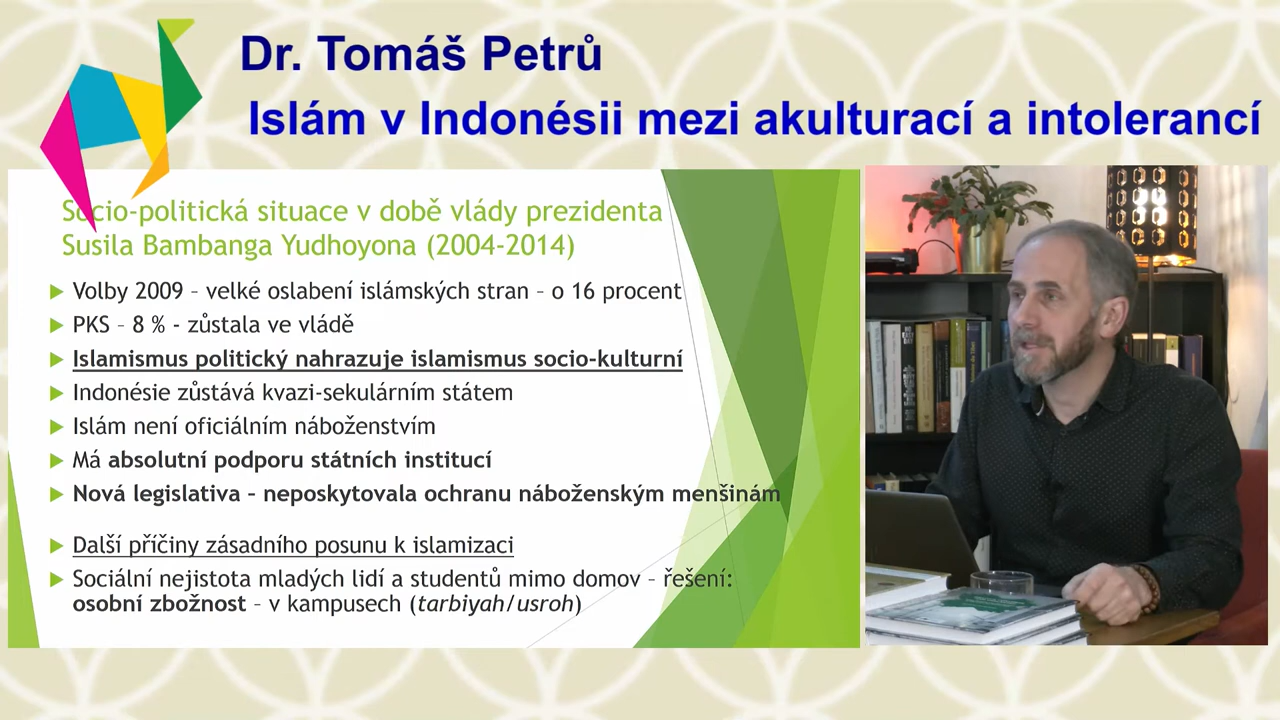 Dr. Tomáš Petrů
Islám v Indonésii mezi akulturací a intolerancí
Socio-politická situace v době vlády prezidenta
Susila Bambanga Yudhoyona (2004-2014)
Volby 2009 – velké oslabení islámských stran – o 16 procent
PKS – 8 % - zůstala ve vládě
Islamismus politický nahrazuje islamismus socio-kulturní
Indonésie zůstává kvazi-sekulárním státem
Islám není oficiálním náboženstvím
Má absolutní podporu státních institucí
Nová legislativa – neposkytovala ochranu náboženským menšinám
Další příčiny zásadního posunu k islamizaci
Sociální nejistota mladých lidí a studentů mimo domov – řešení:
osobní zbožnost – v kampusech (tarbiyah/usroh)